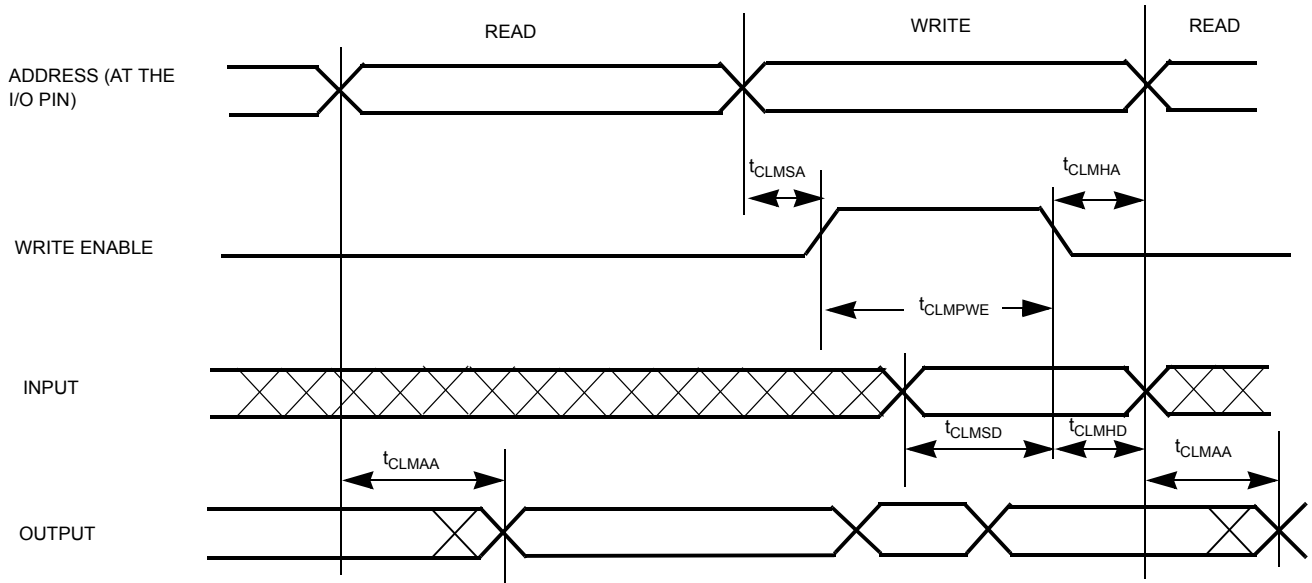 READ
WRITE
READ
ADDRESS (AT THE
I/O PIN)
tCLMSA
tCLMHA
WRITE ENABLE
tCLMPWE
INPUT
tCLMSD
tCLMHD
tCLMAA
tCLMAA
OUTPUT